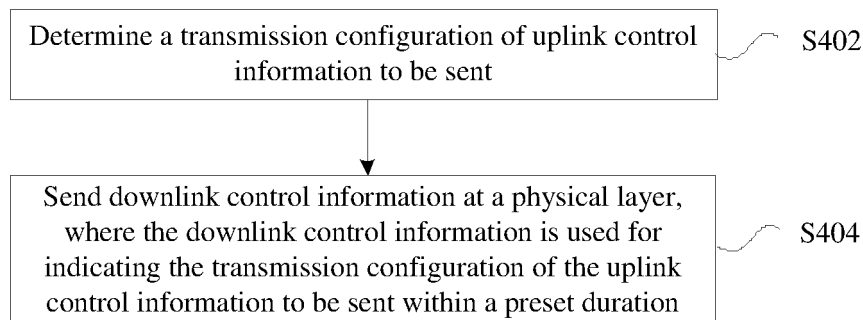 Determine a transmission configuration of uplink control
information to be sent
S402
Send downlink control information at a physical layer,
where the downlink control information is used for
indicating the transmission configuration of the uplink
control information to be sent within a preset duration
S404